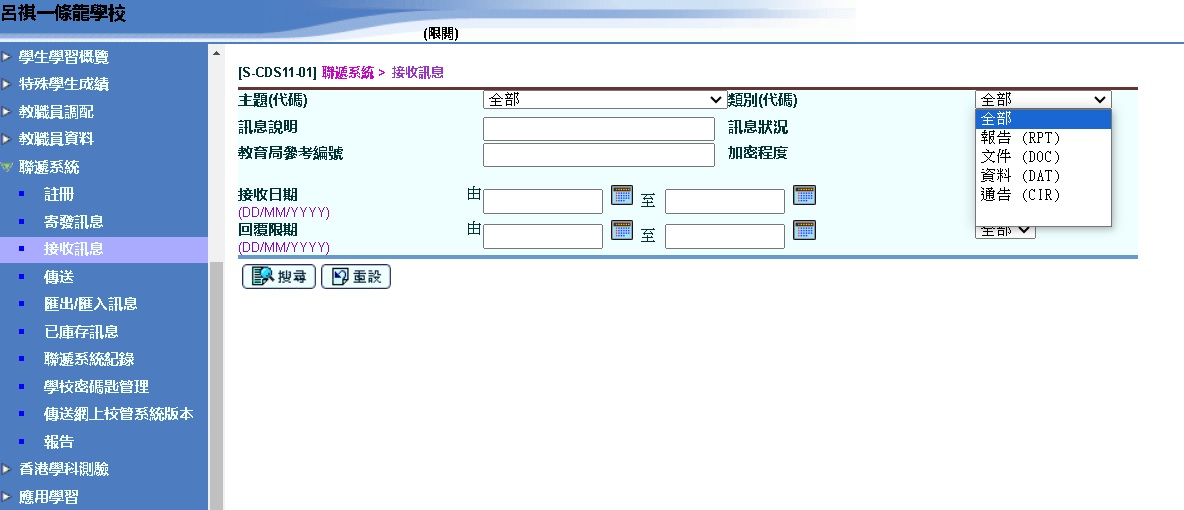 呂祺一條龍學校
(限閱)
學生學習概覽
特殊學生成績
教職員調配
教職員資料
聯遞系統
註冊
寄發訊息
接收訊息
傳送
匯出/匯入訊息
已庫存訊息
聯遞系統紀錄
學校密碼匙管理
傳送網上校管系統版本
報告
香港學科測驗
應用學習
[S-CDS11-01] 聯遞系統 > 接收訊息
主題(代碼) 全部 類別(代碼) 全部
訊息說明 訊息狀況
教育局參考編號 加密程度
全部
報告 (RPT)
文件 (DOC)
資料 (DAT)
通告 (CIR)
接收日期 由 至
(DD/MM/YYYY)
回覆限期 由 至 全部
(DD/MM/YYYY)
搜尋 重設